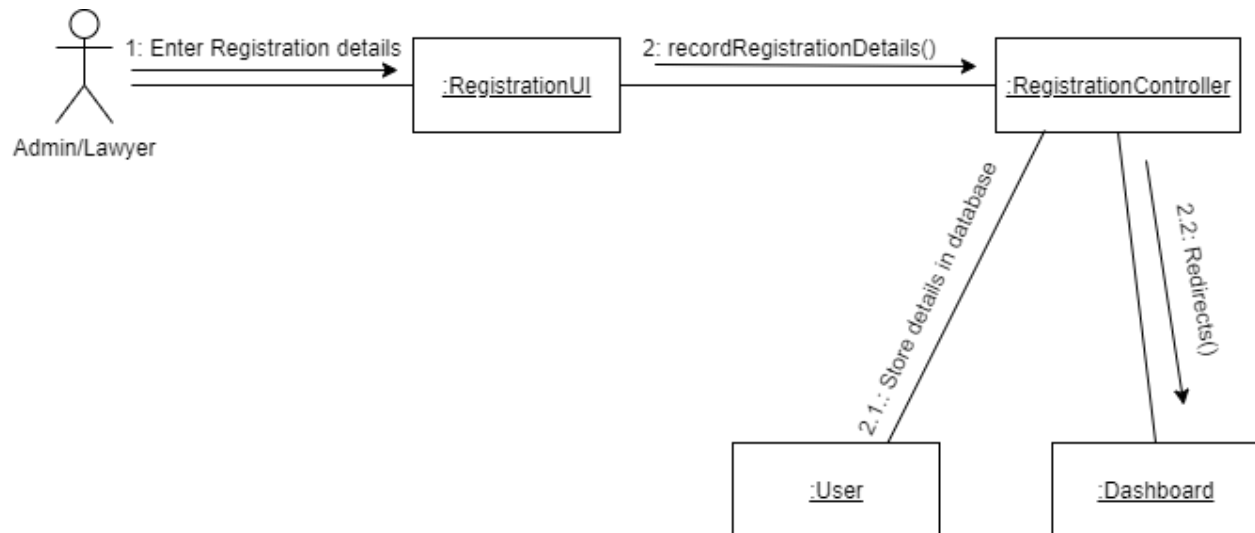 1: Enter Registration details
2: recordRegistrationDetails()
:RegistrationUI
:RegistrationController
Admin/Lawyer
2.1.: Store details in database
2.2: Redirects()
:User
:Dashboard